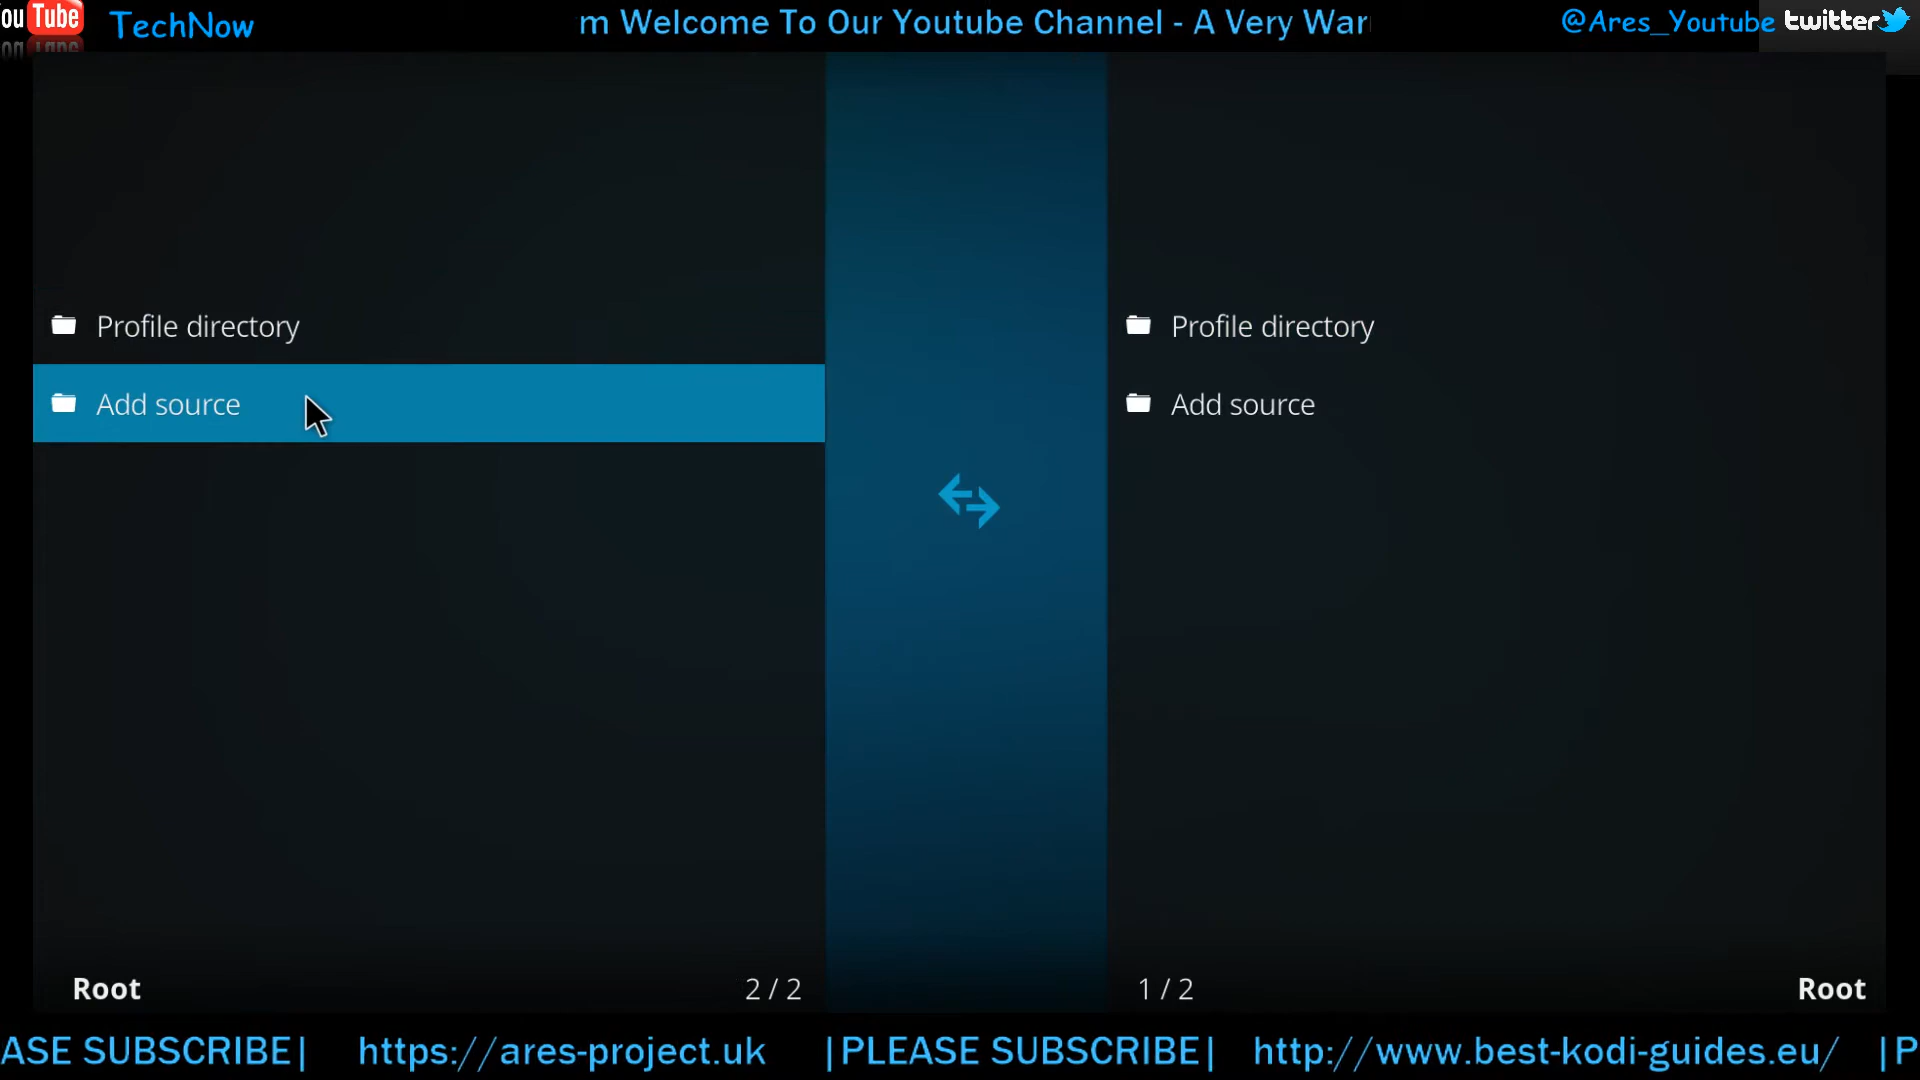 ou Tube TechNow m Welcome To Our Youtube Channel - A Very War @Ares_Youtube twitter
Profile directory
Add source
Profile directory
Add source
Root 2 / 2 1 / 2 Root
ASE SUBSCRIBE| https://ares-project.uk |PLEASE SUBSCRIBE| http://www.best-kodi-guides.eu/ |P